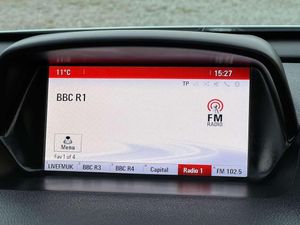 11°C 15:27
TP
BBC R1
FM
RADIO
Menu
Fav 1 of 4
LIVEFMUK BBC R3 BBC R4 Capital Radio 1 FM 102.5